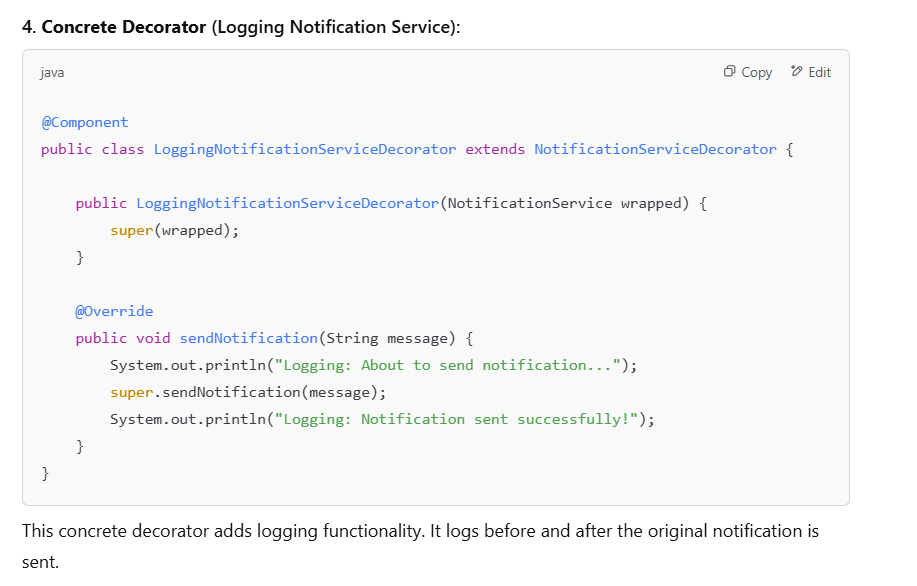 4. Concrete Decorator (Logging Notification Service):
java
Copy
Edit
@Component
public class LoggingNotificationServiceDecorator extends NotificationServiceDecorator {
    public LoggingNotificationServiceDecorator(NotificationService wrapped) {
        super(wrapped);
    }
    @Override
    public void sendNotification(String message) {
        System.out.println("Logging: About to send notification...");
        super.sendNotification(message);
        System.out.println("Logging: Notification sent successfully!");
    }
}
This concrete decorator adds logging functionality. It logs before and after the original notification is
sent.